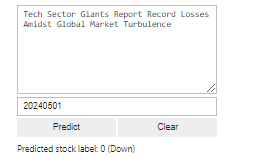 Tech Sector Giants Report Record Losses
Amidst Global Market Turbulence
20240501
Predict Clear
Predicted stock label: 0 (Down)